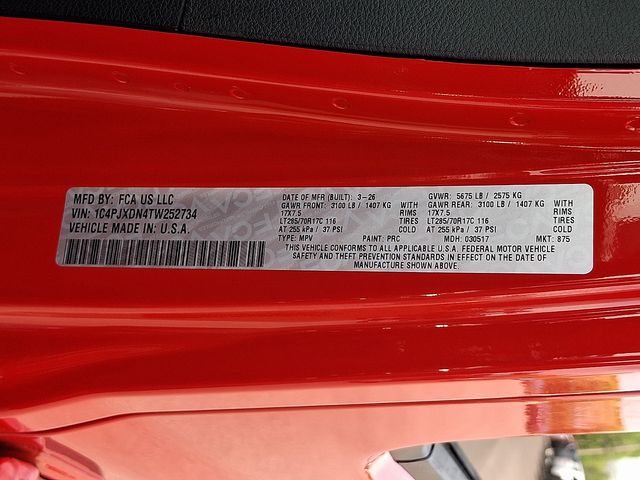 MFD BY: FCA US LLC
VIN: 1C4PJXDN4TW252734
VEHICLE MADE IN: U.S.A.
DATE OF MFR (BUILT): 3-26
GAWR FRONT: 3100 LB / 1407 KG WITH
17X7.5 RIMS
LT285/70R17C 116 TIRES
AT 255 kPa / 37 PSI COLD
TYPE: MPV PAINT: PRC
GVWR: 5675 LB / 2575 KG
GAWR REAR: 3100 LB / 1407 KG WITH
17X7.5 RIMS
LT285/70R17C 116 TIRES
AT 255 kPa / 37 PSI COLD
MDH: 030517 MKT: 875
THIS VEHICLE CONFORMS TO ALL APPLICABLE U.S.A. FEDERAL MOTOR VEHICLE
SAFETY AND THEFT PREVENTION STANDARDS IN EFFECT ON THE DATE OF
MANUFACTURE SHOWN ABOVE.